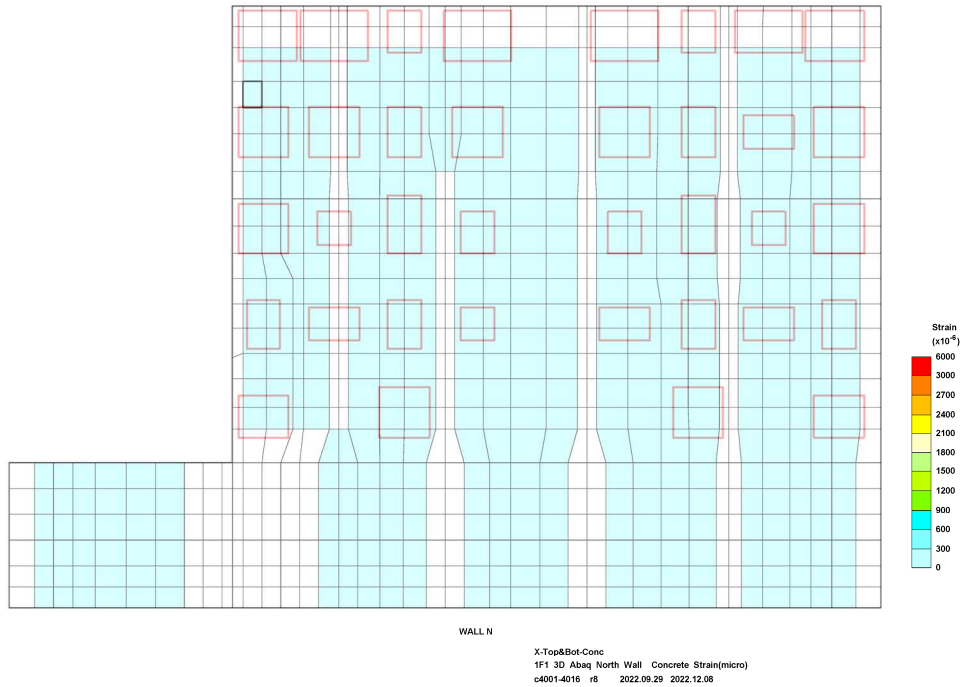 Strain
(x10-6)
6000
3000
2700
2400
2100
1800
1500
1200
900
600
300
0
WALL N
X-Top&Bot-Conc
1F1 3D Abaq North Wall Concrete Strain(micro)
c4001-4016 r8 2022.09.29 2022.12.08